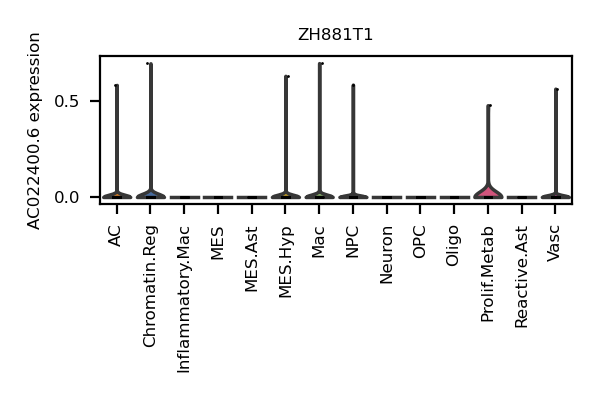 ZH881T1
AC022400.6 expression
0.5
0.0
AC
Chromatin.Reg
Inflammatory.Mac
MES
MES.Ast
MES.Hyp
Mac
NPC
Neuron
OPC
Oligo
Prolif.Metab
Reactive.Ast
Vasc